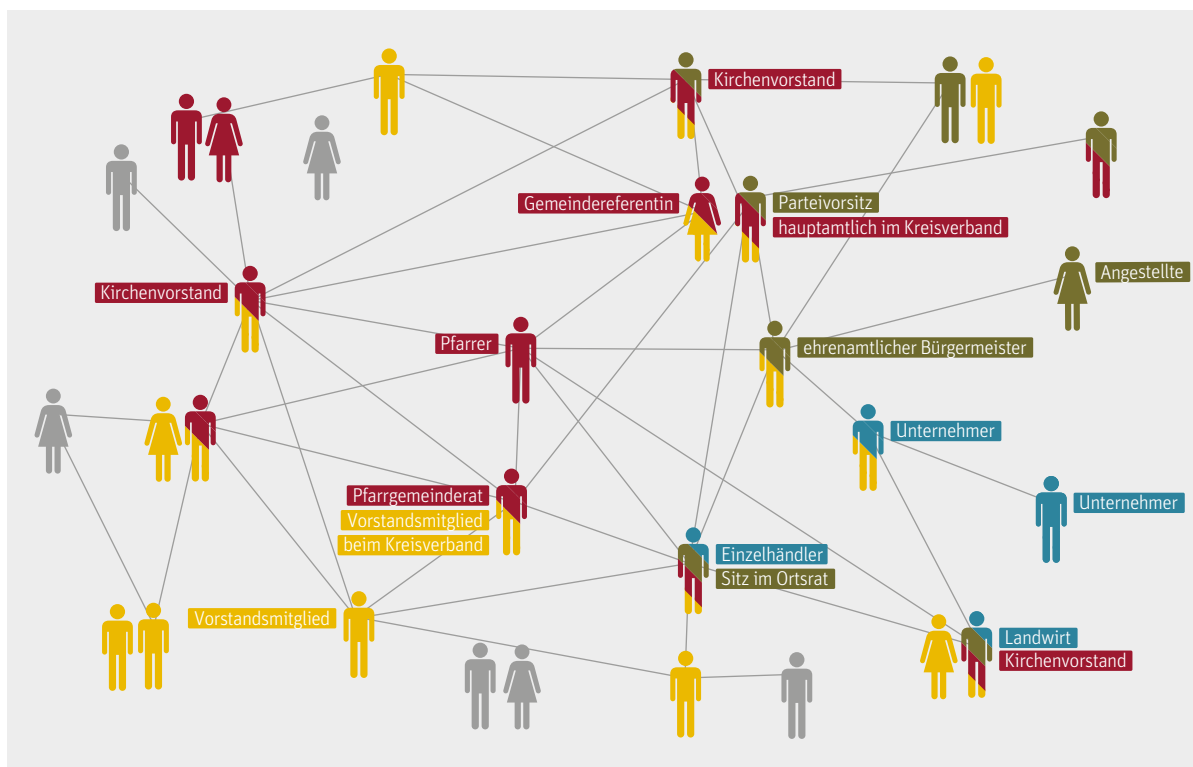 Kirchenvorstand
Gemeindereferentin
Parteivorsitz
hauptamtlich im Kreisverband
Angestellte
Kirchenvorstand
Pfarrer
ehrenamtlicher Bürgermeister
Unternehmer
Pfarrgemeinderat
Vorstandsmitglied
beim Kreisverband
Unternehmer
Einzelhändler
Sitz im Ortsrat
Vorstandsmitglied
Landwirt
Kirchenvorstand